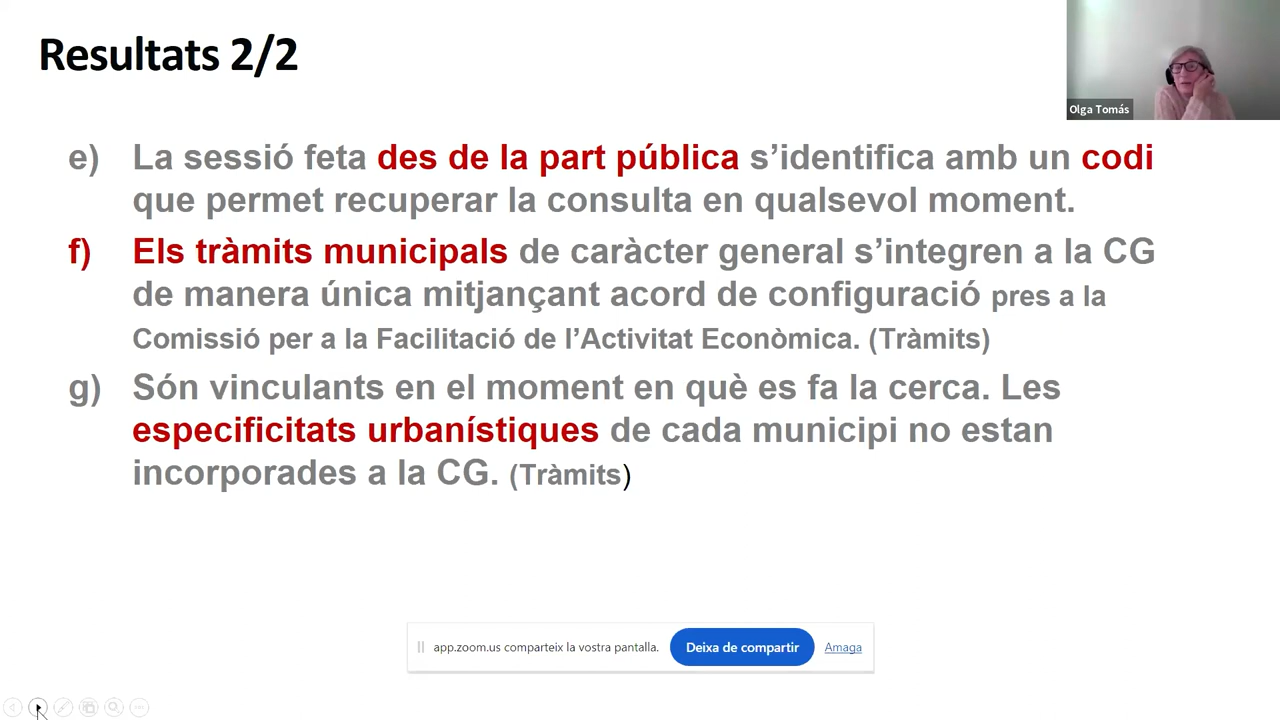 Resultats 2/2
Olga Tomás
e) La sessió feta des de la part pública s’identifica amb un codi
que permet recuperar la consulta en qualsevol moment.
f) Els tràmits municipals de caràcter general s’integren a la CG
de manera única mitjançant acord de configuració pres a la
Comissió per a la Facilitació de l’Activitat Econòmica. (Tràmits)
g) Són vinculants en el moment en què es fa la cerca. Les
especificitats urbanístiques de cada municipi no estan
incorporades a la CG. (Tràmits)
app.zoom.us comparteix la vostra pantalla. Deixa de compartir Amaga